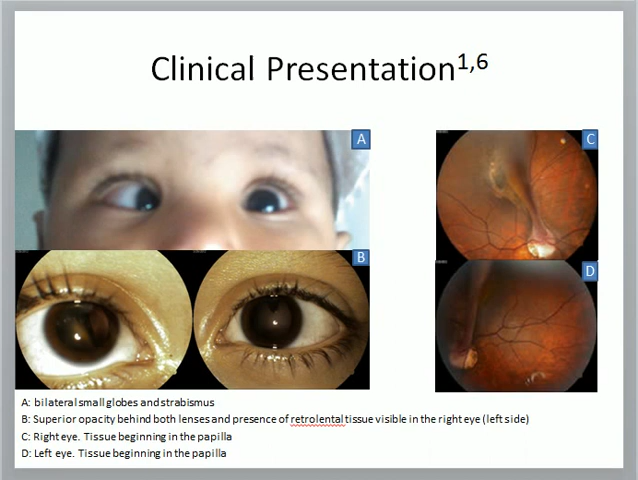 Clinical Presentation1,6
A
C
B
D
A: bilateral small globes and strabismus
B: Superior opacity behind both lenses and presence of retrolental tissue visible in the right eye (left side)
C: Right eye. Tissue beginning in the papilla
D: Left eye. Tissue beginning in the papilla